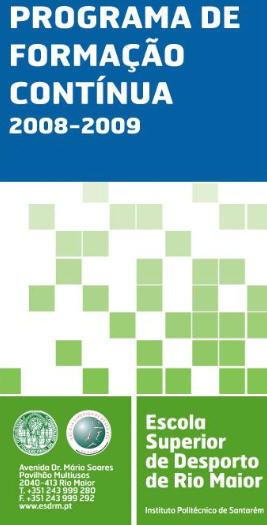 PROGRAMA DE
FORMAÇÃO
CONTÍNUA
2008-2009
Avenida Dr. Mário Soares
Pavilhão Multiusos
2040-413 Rio Maior
T. +351 243 999 280
F. +351 243 999 292
www.esdrm.pt
Escola
Superior
de Desporto
de Rio Maior
Instituto Politécnico de Santarém